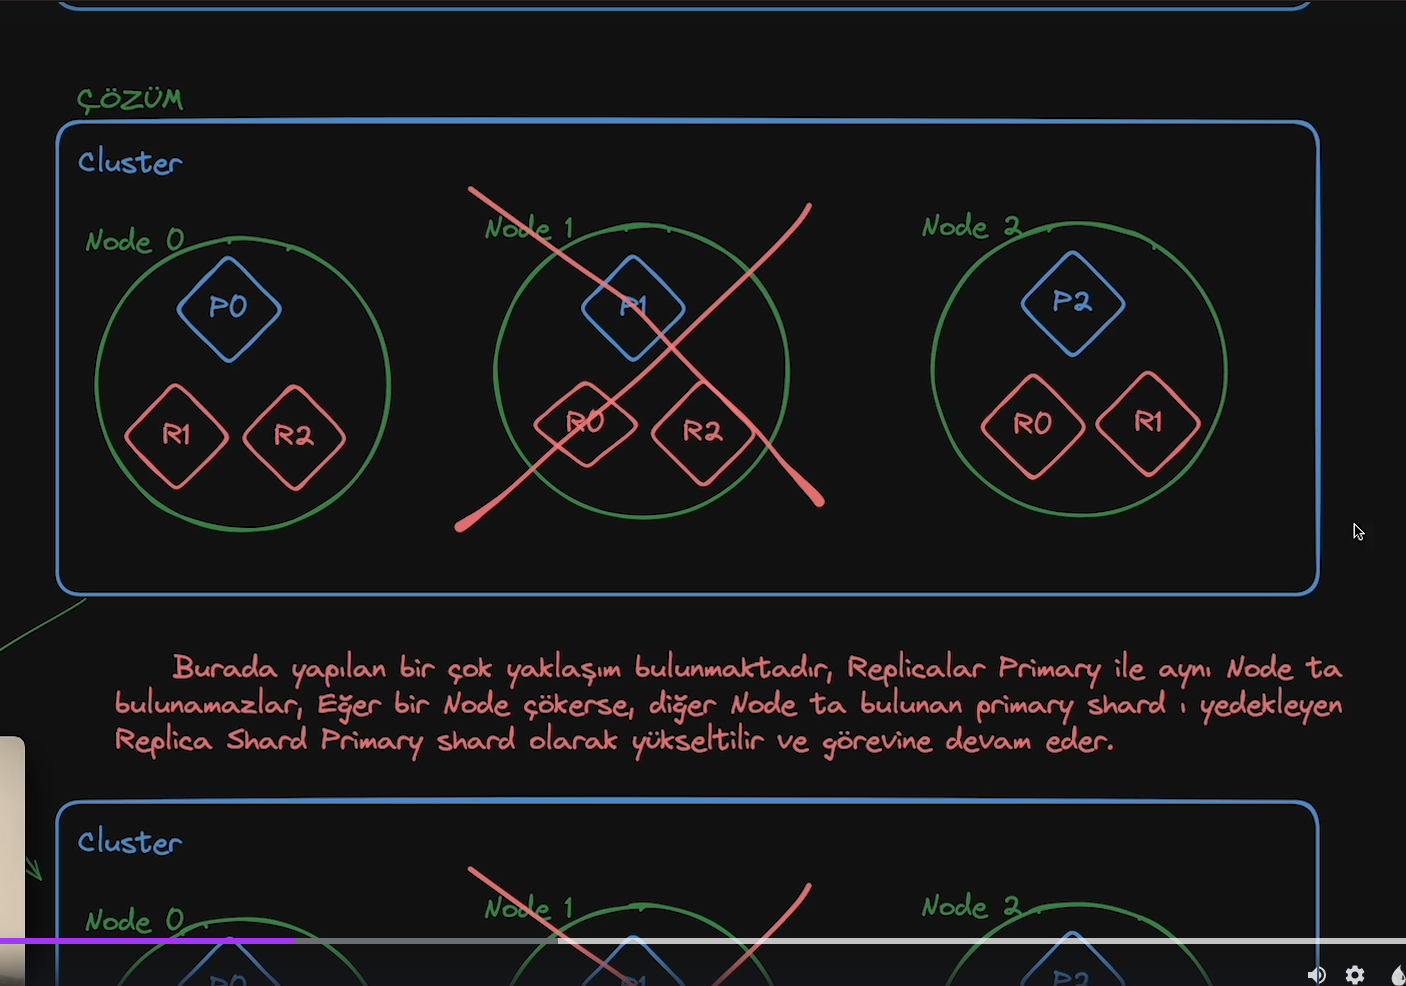 ÇÖZÜM
Cluster
Node 0
Node 1
Node 2
P0
P1
P2
R1
R2
R0
R2
R0
R1
Burada yapılan bir çok yaklaşım bulunmaktadır, Replicalar Primary ile aynı Node ta
bulunamazlar, Eğer bir Node çökerse, diğer Node ta bulunan primary shard ı yedekleyen
Replica Shard Primary shard olarak yükseltilir ve görevine devam eder.
Cluster
Node 0
Node 1
Node 2
P0
P1
P2